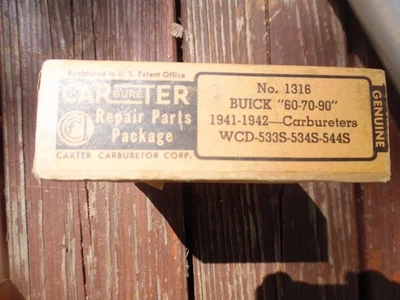 Registered in U. S. Patent Office
CARTER
BURE
Repair Parts
Package
CARTER CARBURETOR CORP.
No. 1316
BUICK "60-70-90"
1941-1942—Carbureters
WCD-533S-534S-544S
GENUINE